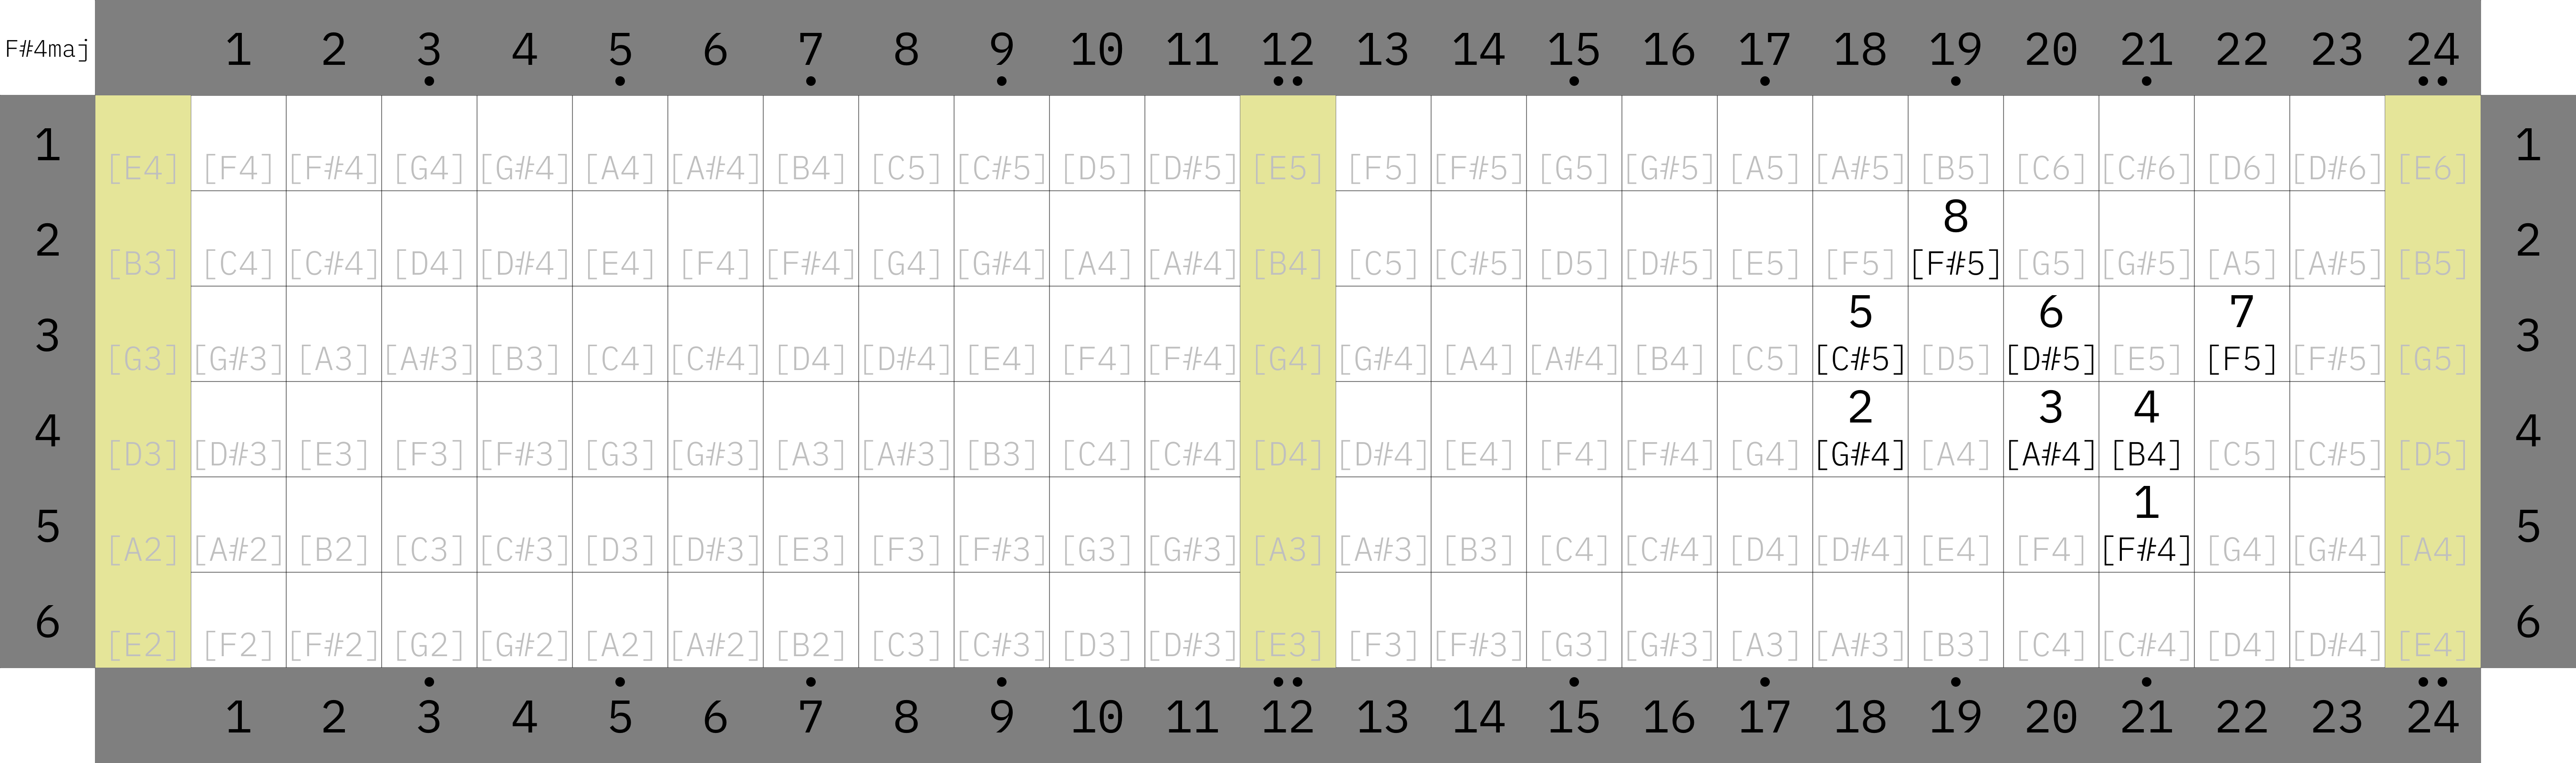 F#4maj 1 2 3 4 5 6 7 8 9 10 11 12 13 14 15 16 17 18 19 20 21 22 23 24
1 1
[E4] [F4] [F#4] [G4] [G#4] [A4] [A#4] [B4] [C5] [C#5] [D5] [D#5] [E5] [F5] [F#5] [G5] [G#5] [A5] [A#5] [B5] [C6] [C#6] [D6] [D#6] [E6]
2 8 2
[B3] [C4] [C#4] [D4] [D#4] [E4] [F4] [F#4] [G4] [G#4] [A4] [A#4] [B4] [C5] [C#5] [D5] [D#5] [E5] [F5] [F#5] [G5] [G#5] [A5] [A#5] [B5]
3 5 6 7 3
[G3] [G#3] [A3] [A#3] [B3] [C4] [C#4] [D4] [D#4] [E4] [F4] [F#4] [G4] [G#4] [A4] [A#4] [B4] [C5] [C#5] [D5] [D#5] [E5] [F5] [F#5] [G5]
4 2 3 4 4
[D3] [D#3] [E3] [F3] [F#3] [G3] [G#3] [A3] [A#3] [B3] [C4] [C#4] [D4] [D#4] [E4] [F4] [F#4] [G4] [G#4] [A4] [A#4] [B4] [C5] [C#5] [D5]
5 1 5
[A2] [A#2] [B2] [C3] [C#3] [D3] [D#3] [E3] [F3] [F#3] [G3] [G#3] [A3] [A#3] [B3] [C4] [C#4] [D4] [D#4] [E4] [F4] [F#4] [G4] [G#4] [A4]
6 6
[E2] [F2] [F#2] [G2] [G#2] [A2] [A#2] [B2] [C3] [C#3] [D3] [D#3] [E3] [F3] [F#3] [G3] [G#3] [A3] [A#3] [B3] [C4] [C#4] [D4] [D#4] [E4]
1 2 3 4 5 6 7 8 9 10 11 12 13 14 15 16 17 18 19 20 21 22 23 24